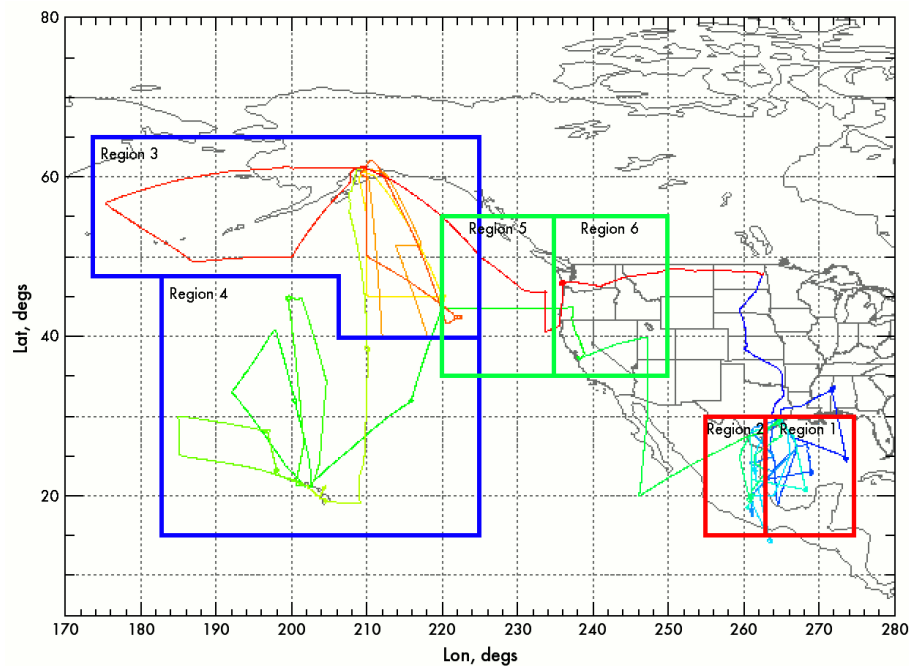 80
Region 3
60
Region 5
Region 6
Region 4
Lat, degs
40
Region 2
Region 1
20
170
180
190
200
210
220
230
240
250
260
270
280
Lon, degs